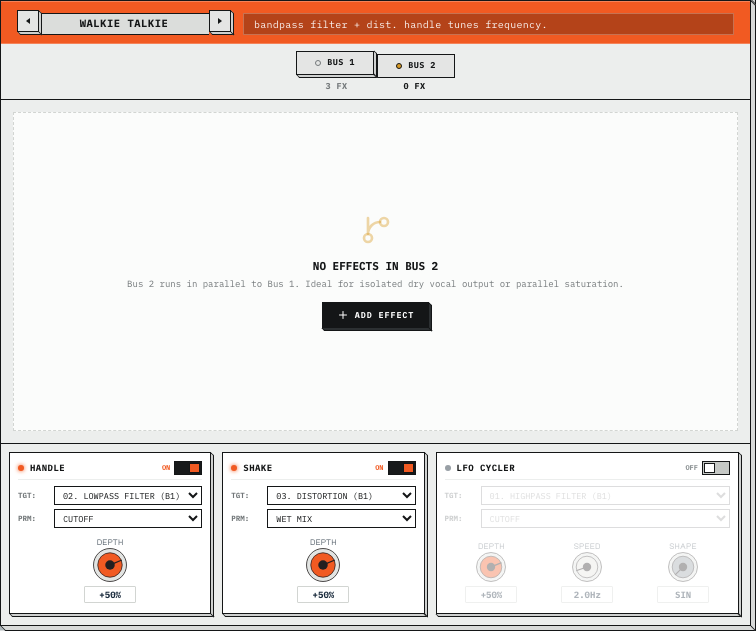 WALKIE TALKIE
bandpass filter + dist. handle tunes frequency.
BUS 1
BUS 2
3 FX
0 FX
NO EFFECTS IN BUS 2
Bus 2 runs in parallel to Bus 1. Ideal for isolated dry vocal output or parallel saturation.
+ ADD EFFECT
HANDLE
ON
TGT:
02. LOWPASS FILTER (B1)
PRM:
CUTOFF
DEPTH
+50%
SHAKE
ON
TGT:
03. DISTORTION (B1)
PRM:
WET MIX
DEPTH
+50%
LFO CYCLER
OFF
TGT:
01. HIGHPASS FILTER (B1)
PRM:
CUTOFF
DEPTH
SPEED
SHAPE
+50%
2.0Hz
SIN